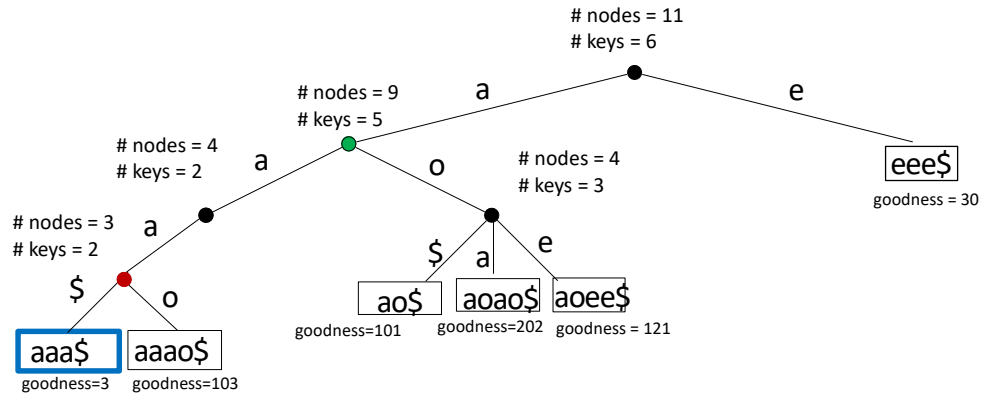 # nodes = 11
# keys = 6
# nodes = 9
# keys = 5
a
e
# nodes = 4
# keys = 2
a
o
# nodes = 4
# keys = 3
eee$
goodness = 30
# nodes = 3
# keys = 2
a
$
a
e
$
o
ao$
aoao$
aoee$
goodness=101
goodness=202
goodness = 121
aaa$
aaao$
goodness=3
goodness=103